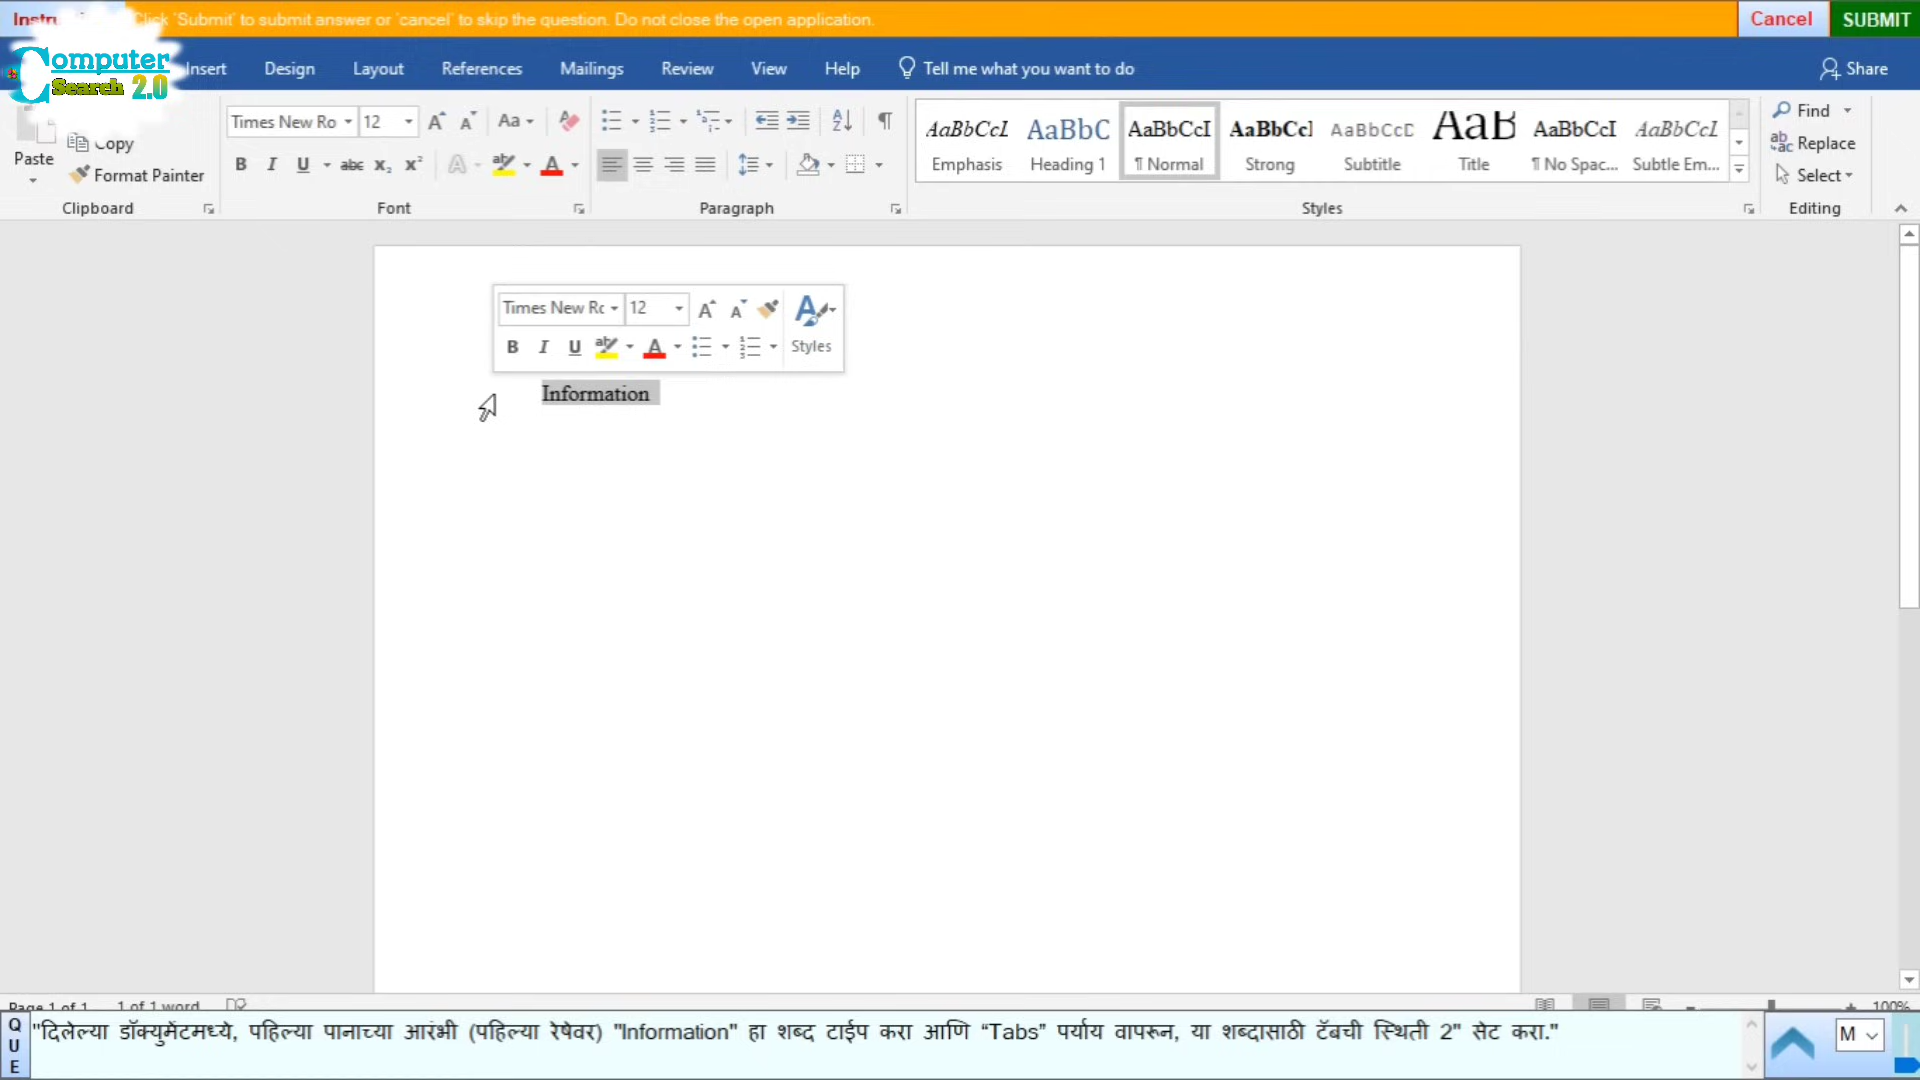 Click 'Submit' to submit answer or 'cancel' to skip the question. Do not close the open application.
Cancel
SUBMIT
Computer
Search 2.0
Insert
Design
Layout
References
Mailings
Review
View
Help
Tell me what you want to do
Share
Paste
Copy
Format Painter
Clipboard
Times New Ro
12
Font
Paragraph
AaBbCcI
Emphasis
AaBbC
Heading 1
AaBbCcI
¶ Normal
AaBbCcI
Strong
AaBbCcD
Subtitle
AaB
Title
AaBbCcI
¶ No Spac...
AaBbCcI
Subtle Em...
Styles
Find
Replace
Select
Editing
Times New Rc
12
Styles
Information
Page 1 of 1
1 of 1 word
100%
QUE
"दिलेल्या डॉक्युमेंटमध्ये, पहिल्या पानाच्या आरंभी (पहिल्या रेषेवर) "Information" हा शब्द टाईप करा आणि “Tabs” पर्याय वापरून, या शब्दासाठी टॅबची स्थिती 2" सेट करा."
M